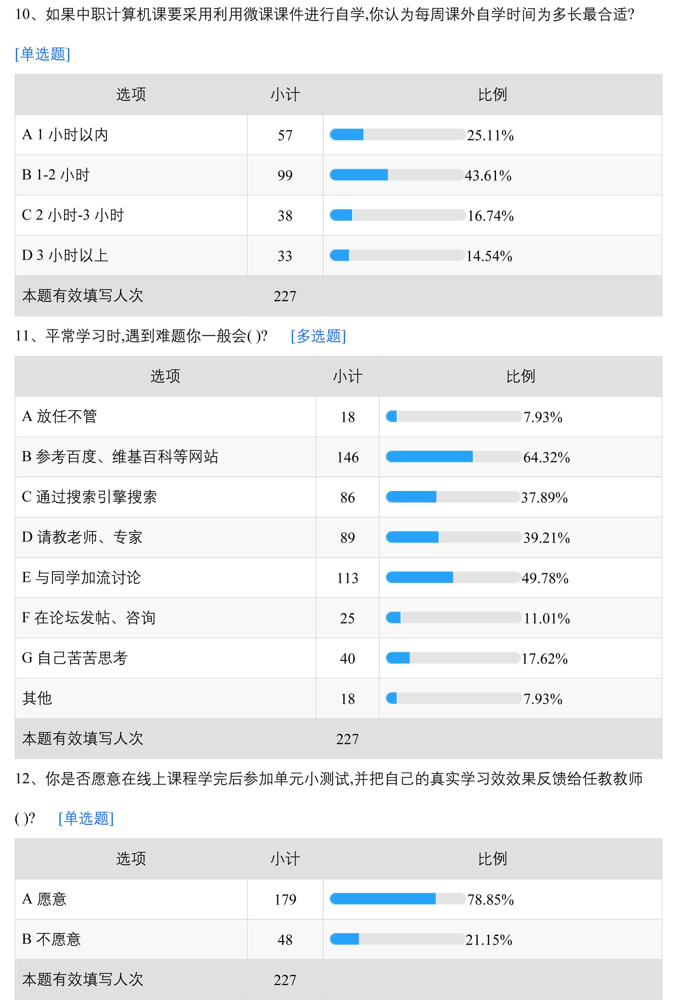 10、如果中职计算机课要采用利用微课课件进行自学,你认为每周课外自学时间为多长最合适?
[单选题]
选项 小计 比例
A 1 小时以内 57 25.11%
B 1-2 小时 99 43.61%
C 2 小时-3 小时 38 16.74%
D 3 小时以上 33 14.54%
本题有效填写人次 227
11、平常学习时,遇到难题你一般会( )? [多选题]
选项 小计 比例
A 放任不管 18 7.93%
B 参考百度、维基百科等网站 146 64.32%
C 通过搜索引擎搜索 86 37.89%
D 请教老师、专家 89 39.21%
E 与同学加流讨论 113 49.78%
F 在论坛发帖、咨询 25 11.01%
G 自己苦苦思考 40 17.62%
其他 18 7.93%
本题有效填写人次 227
12、你是否愿意在线上课程学完后参加单元小测试,并把自己的真实学习效效果反馈给任教教师
( )? [单选题]
选项 小计 比例
A 愿意 179 78.85%
B 不愿意 48 21.15%
本题有效填写人次 227